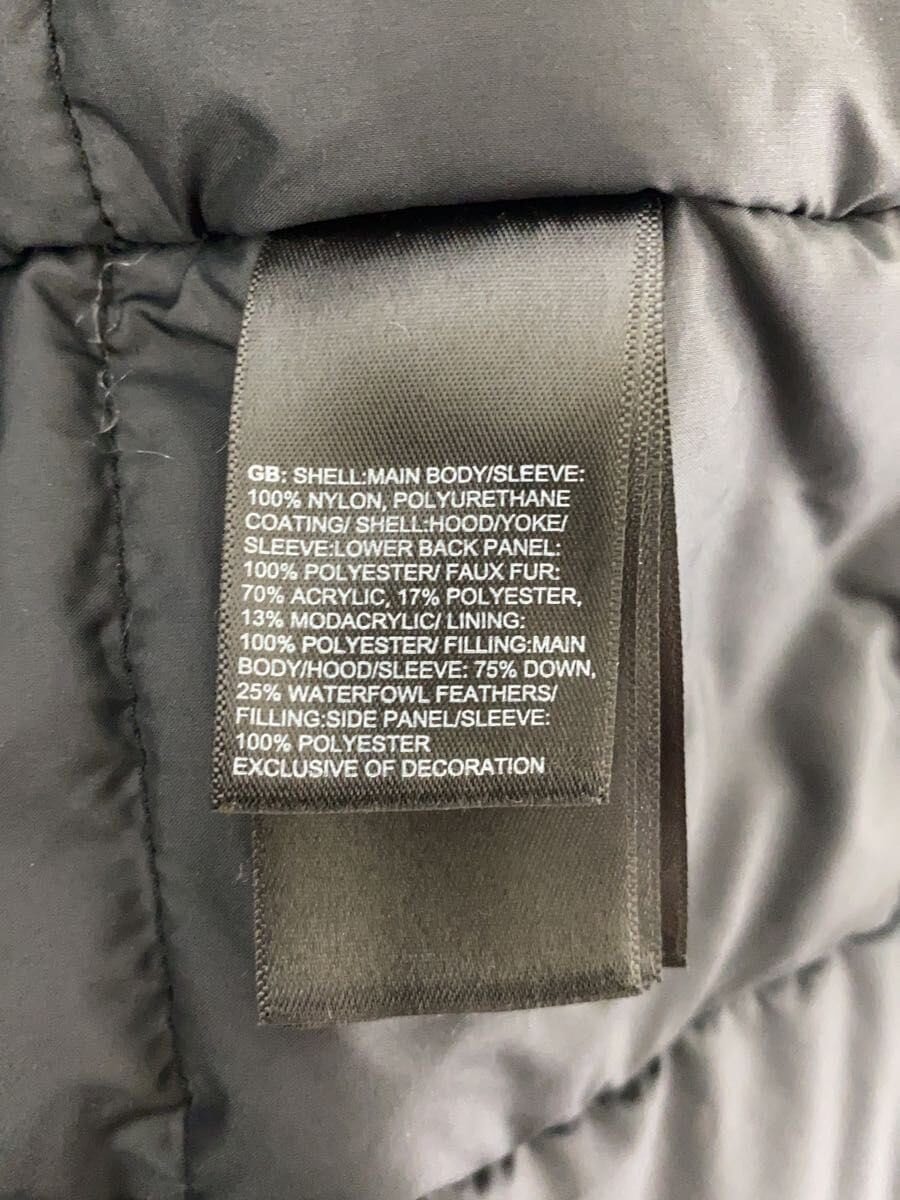 GB: SHELL:MAIN BODY/SLEEVE:
100% NYLON, POLYURETHANE
COATING/ SHELL:HOOD/YOKE/
SLEEVE:LOWER BACK PANEL:
100% POLYESTER/ FAUX FUR:
70% ACRYLIC, 17% POLYESTER,
13% MODACRYLIC/ LINING:
100% POLYESTER/ FILLING:MAIN
BODY/HOOD/SLEEVE: 75% DOWN,
25% WATERFOWL FEATHERS/
FILLING:SIDE PANEL/SLEEVE:
100% POLYESTER
EXCLUSIVE OF DECORATION